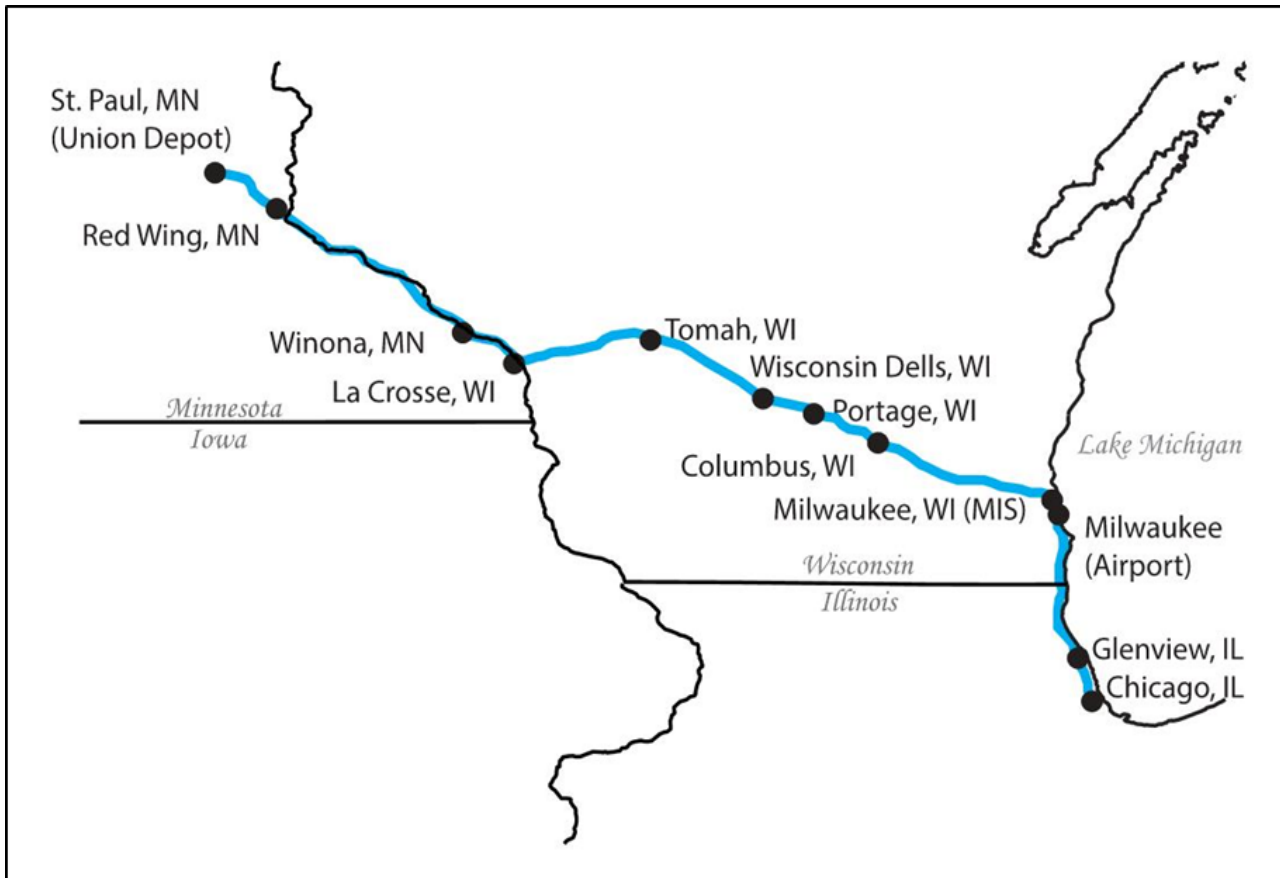 St. Paul, MN
(Union Depot)
Red Wing, MN
Winona, MN
La Crosse, WI
Minnesota
Iowa
Tomah, WI
Wisconsin Dells, WI
Portage, WI
Columbus, WI
Lake Michigan
Milwaukee, WI (MIS)
Milwaukee
(Airport)
Wisconsin
Illinois
Glenview, IL
Chicago, IL